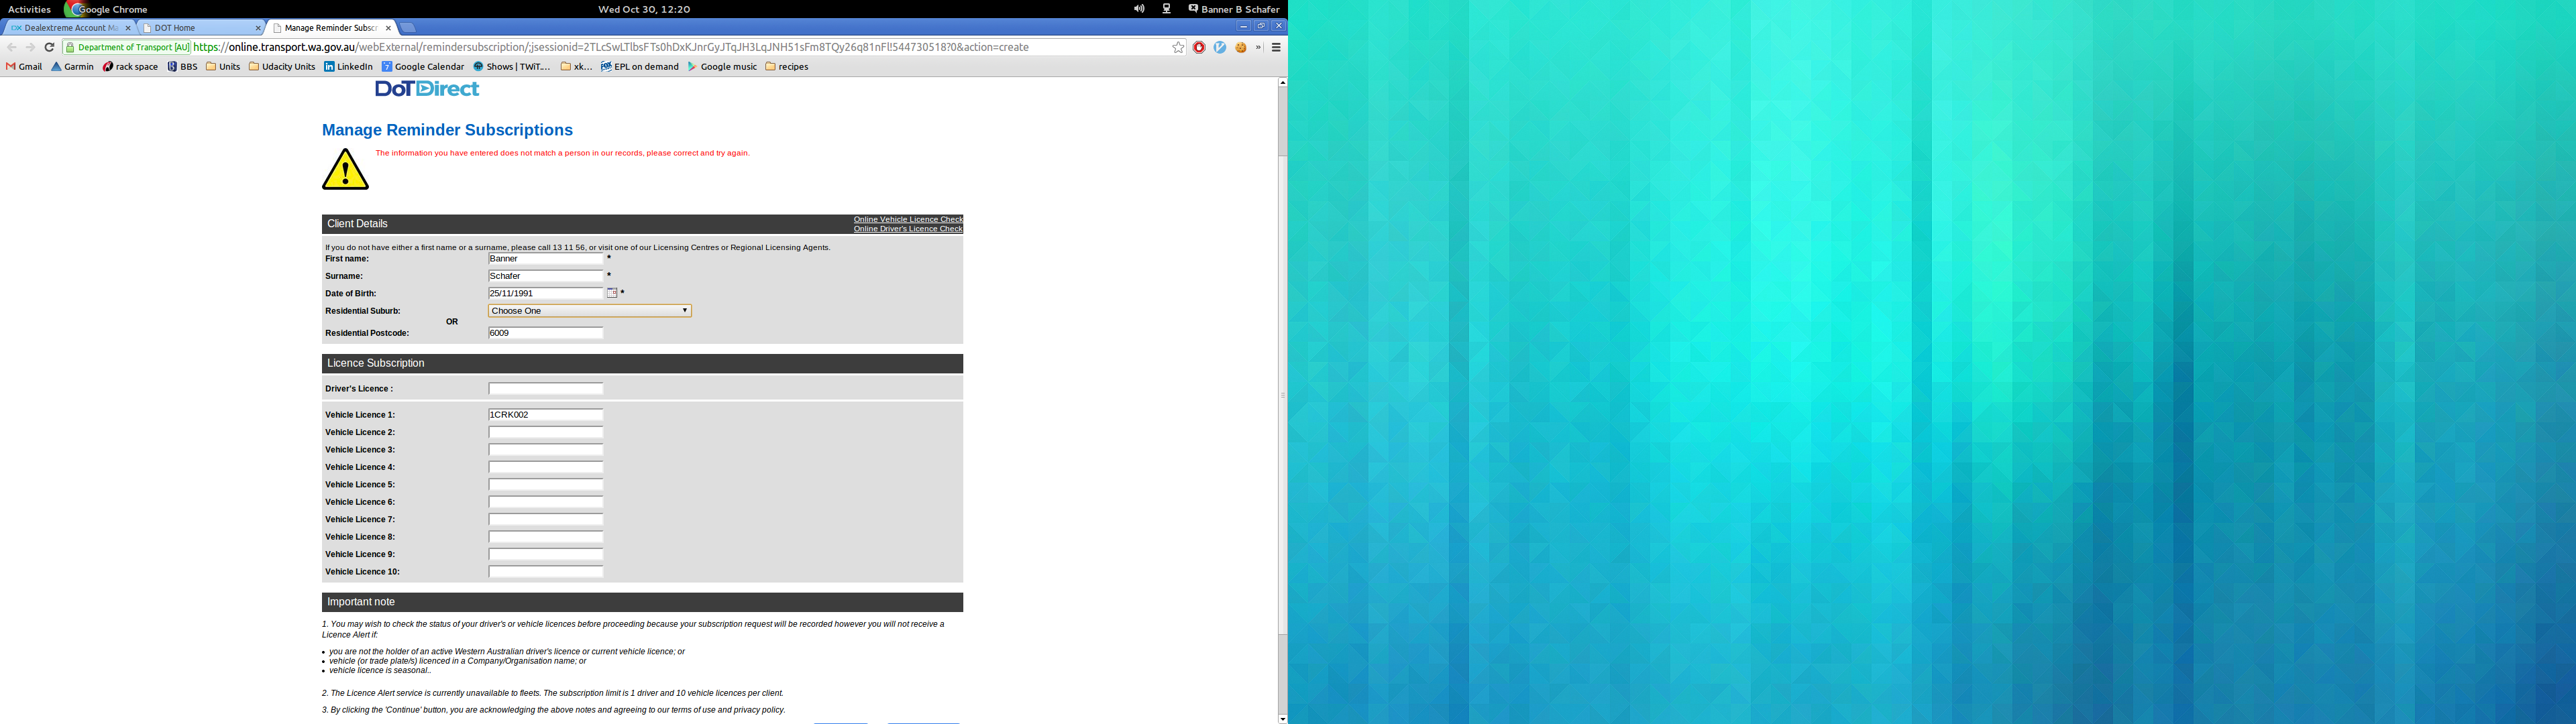 Activities Google Chrome Wed Oct 30, 12:20 Banner B Schafer
Dealextreme Account Ma DOT Home Manage Reminder Subscr
Department of Transport [AU] https://online.transport.wa.gov.au/webExternal/remindersubscription/;jsessionid=2TLcSwLTlbsFTs0hDxKJnrGyJTqJH3LqJNH51sFm8TQy26q81nFl!544730518?0&action=create
Gmail Garmin rack space BBS Units Udacity Units LinkedIn Google Calendar Shows | TWiT.... xk... EPL on demand Google music recipes
DoTDirect
Manage Reminder Subscriptions
The information you have entered does not match a person in our records, please correct and try again.
Client Details
Online Vehicle Licence Check
Online Driver's Licence Check
If you do not have either a first name or a surname, please call 13 11 56, or visit one of our Licensing Centres or Regional Licensing Agents.
First name: Banner *
Surname: Schafer *
Date of Birth: 25/11/1991 *
Residential Suburb: Choose One
OR
Residential Postcode: 6009
Licence Subscription
Driver's Licence :
Vehicle Licence 1: 1CRK002
Vehicle Licence 2:
Vehicle Licence 3:
Vehicle Licence 4:
Vehicle Licence 5:
Vehicle Licence 6:
Vehicle Licence 7:
Vehicle Licence 8:
Vehicle Licence 9:
Vehicle Licence 10:
Important note
1. You may wish to check the status of your driver's or vehicle licences before proceeding because your subscription request will be recorded however you will not receive a
Licence Alert if:
• you are not the holder of an active Western Australian driver's licence or current vehicle licence; or
• vehicle (or trade plate/s) licenced in a Company/Organisation name; or
• vehicle licence is seasonal..
2. The Licence Alert service is currently unavailable to fleets. The subscription limit is 1 driver and 10 vehicle licences per client.
3. By clicking the 'Continue' button, you are acknowledging the above notes and agreeing to our terms of use and privacy policy.